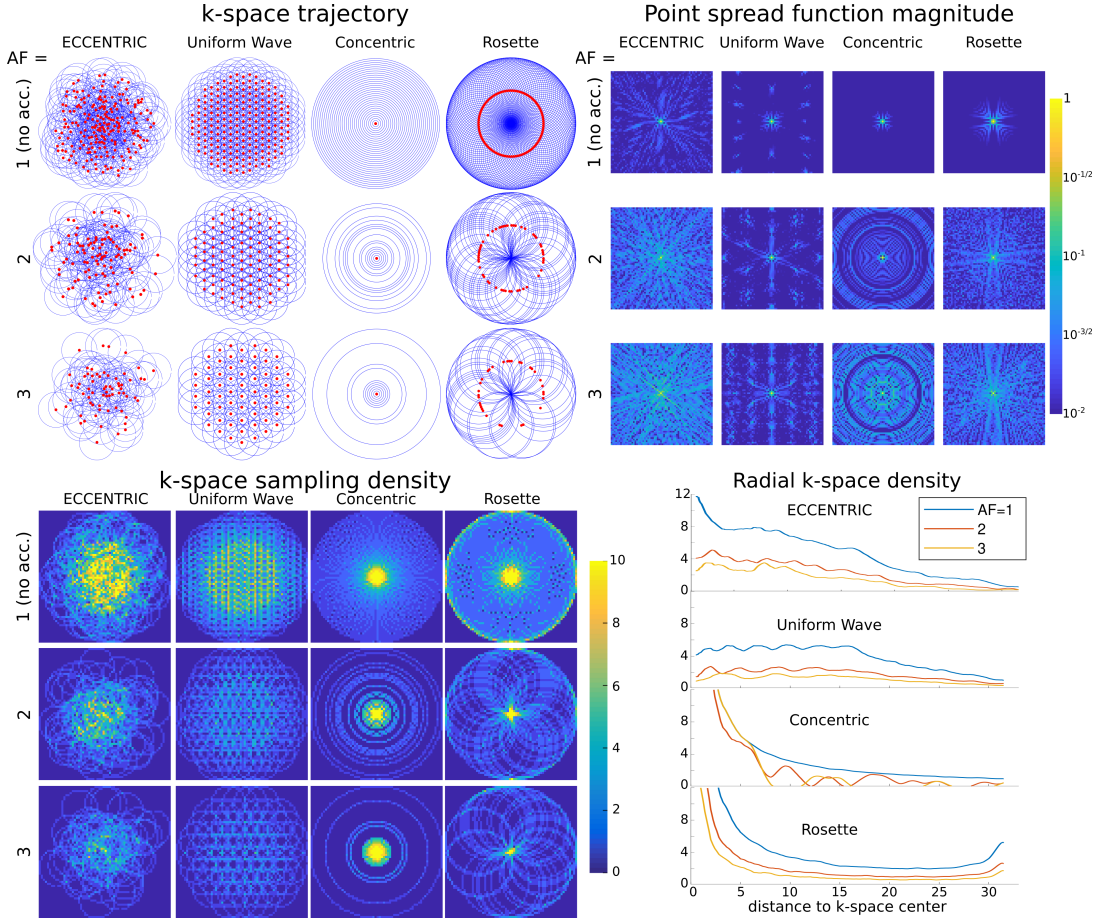 k-space trajectory
ECCENTRIC Uniform Wave Concentric Rosette
AF =
1 (no acc.)
2
3
Point spread function magnitude
ECCENTRIC Uniform Wave Concentric Rosette
AF =
1 (no acc.)
2
3
1
10-1/2
10-1
10-3/2
10-2
k-space sampling density
ECCENTRIC Uniform Wave Concentric Rosette
1 (no acc.)
2
3
10
8
6
4
2
0
Radial k-space density
12
8
4
0
ECCENTRIC
AF=1
2
3
8
4
0
Uniform Wave
8
4
0
Concentric
8
4
0
Rosette
0 5 10 15 20 25 30
distance to k-space center